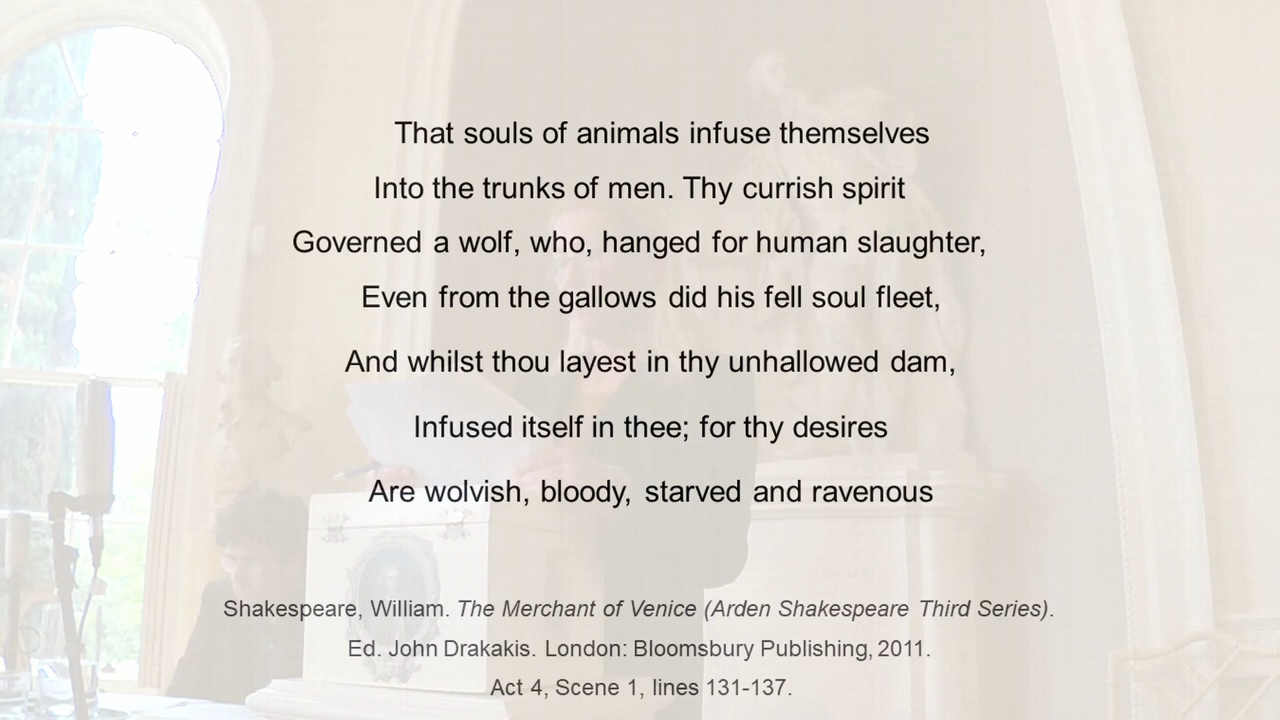 That souls of animals infuse themselves
Into the trunks of men. Thy currish spirit
Governed a wolf, who, hanged for human slaughter,
Even from the gallows did his fell soul fleet,
And whilst thou layest in thy unhallowed dam,
Infused itself in thee; for thy desires
Are wolvish, bloody, starved and ravenous
Shakespeare, William. The Merchant of Venice (Arden Shakespeare Third Series).
Ed. John Drakakis. London: Bloomsbury Publishing, 2011.
Act 4, Scene 1, lines 131-137.